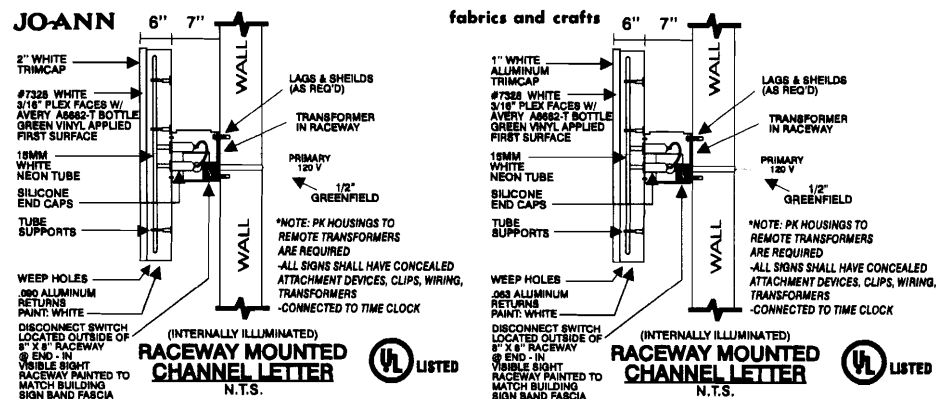 JO-ANN
6" 7"
2" WHITE
TRIMCAP
#7328 WHITE
3/16" PLEX FACES W/
AVERY A6662-T BOTTLE
GREEN VINYL APPLIED
FIRST SURFACE
15MM
WHITE
NEON TUBE
SILICONE
END CAPS
TUBE
SUPPORTS
WEEP HOLES
.090 ALUMINUM
RETURNS
PAINT: WHITE
DISCONNECT SWITCH
LOCATED OUTSIDE OF
8" X 8" RACEWAY
@ END - IN
VISIBLE SIGHT
RACEWAY PAINTED TO
MATCH BUILDING
SIGN BAND FASCIA
WALL
LAGS & SHEILDS
(AS REQ'D)
TRANSFORMER
IN RACEWAY
PRIMARY
120 V
1/2"
GREENFIELD
*NOTE: PK HOUSINGS TO
REMOTE TRANSFORMERS
ARE REQUIRED
-ALL SIGNS SHALL HAVE CONCEALED
ATTACHMENT DEVICES, CLIPS, WIRING,
TRANSFORMERS
-CONNECTED TO TIME CLOCK
WALL
(INTERNALLY ILLUMINATED)
RACEWAY MOUNTED
CHANNEL LETTER
N.T.S.
UL LISTED
fabrics and crafts
6" 7"
1" WHITE
ALUMINUM
TRIMCAP
#7328 WHITE
3/16" PLEX FACES W/
AVERY A6662-T BOTTLE
GREEN VINYL APPLIED
FIRST SURFACE
15MM
WHITE
NEON TUBE
SILICONE
END CAPS
TUBE
SUPPORTS
WEEP HOLES
.063 ALUMINUM
RETURNS
PAINT: WHITE
DISCONNECT SWITCH
LOCATED OUTSIDE OF
8" X 8" RACEWAY
@ END - IN
VISIBLE SIGHT
RACEWAY PAINTED TO
MATCH BUILDING
SIGN BAND FASCIA
WALL
LAGS & SHEILDS
(AS REQ'D)
TRANSFORMER
IN RACEWAY
PRIMARY
120 V
1/2"
GREENFIELD
*NOTE: PK HOUSINGS TO
REMOTE TRANSFORMERS
ARE REQUIRED
-ALL SIGNS SHALL HAVE CONCEALED
ATTACHMENT DEVICES, CLIPS, WIRING,
TRANSFORMERS
-CONNECTED TO TIME CLOCK
WALL
(INTERNALLY ILLUMINATED)
RACEWAY MOUNTED
CHANNEL LETTER
N.T.S.
UL LISTED